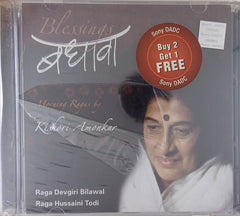 Blessings
बधावा
Morning Ragas by
Kishori Amonkar
Sony DADC
Buy 2
Get 1
FREE
Sony DADC
Raga Devgiri Bilawal
Raga Hussaini Todi